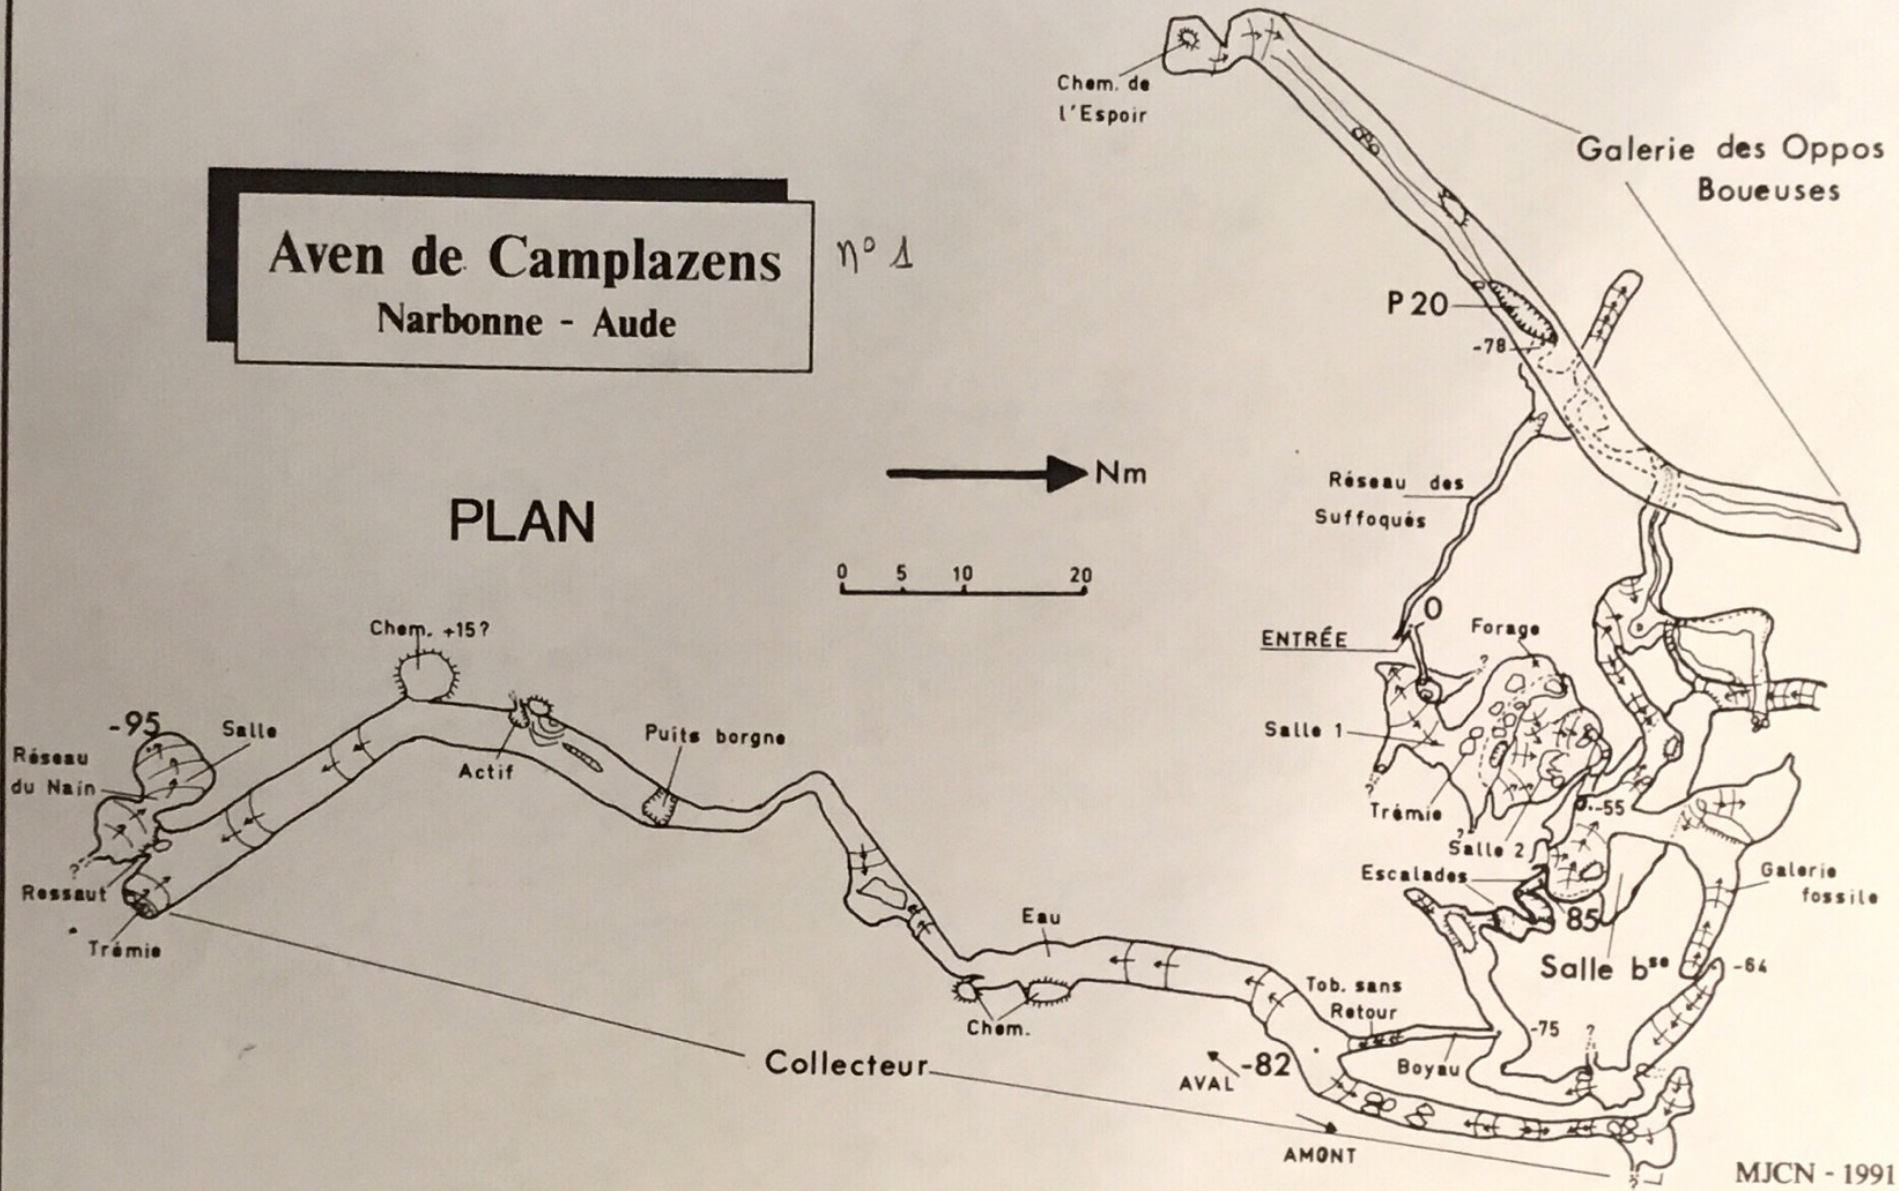 Chem. de
l'Espoir
Galerie des Oppos
Boueuses
Aven de Camplazens
n° 1
Narbonne - Aude
P 20
-78
Nm
PLAN
Réseau des
Suffoqués
0 5 10 20
0
ENTRÉE
Forage
?
Chem. +15?
-95
Salle
Réseau
du Nain
Actif
Puits borgne
Salle 1
?
Trémie
?
-55
Salle 2
Escalades
Galerie
fossile
85
?
Ressaut
Trémie
Eau
Salle bse
-64
Tob. sans
Retour
Chem.
-75
?
Boyau
Collecteur
-82
AVAL
AMONT
?
MJCN - 1991